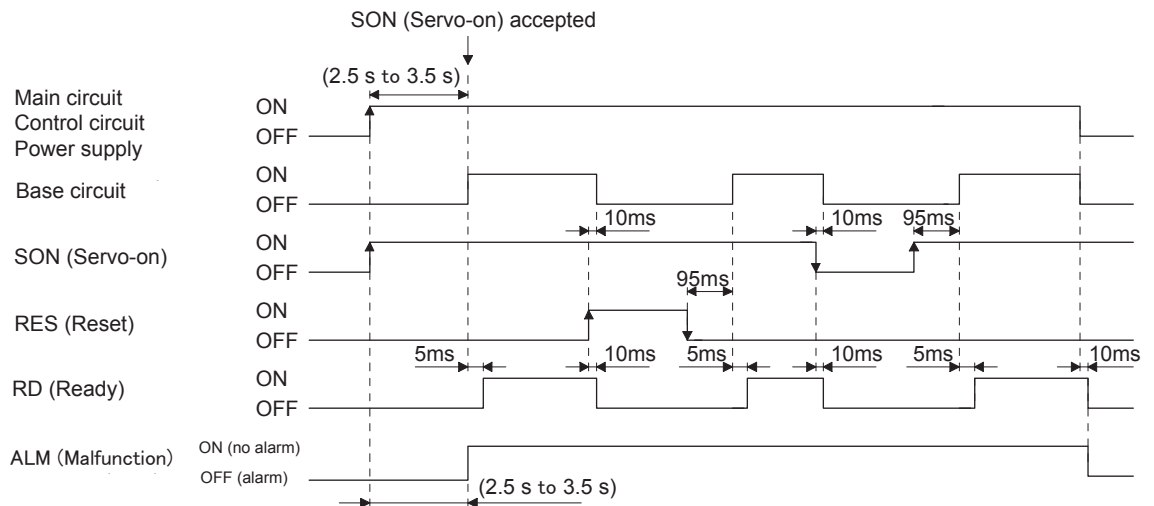 SON (Servo-on) accepted
(2.5 s to 3.5 s)
Main circuit
Control circuit
Power supply
ON
OFF
Base circuit
ON
OFF
10ms
10ms
95ms
SON (Servo-on)
ON
OFF
95ms
RES (Reset)
ON
OFF
5ms
10ms
5ms
10ms
5ms
10ms
RD (Ready)
ON
OFF
ALM (Malfunction)
ON (no alarm)
OFF (alarm)
(2.5 s to 3.5 s)